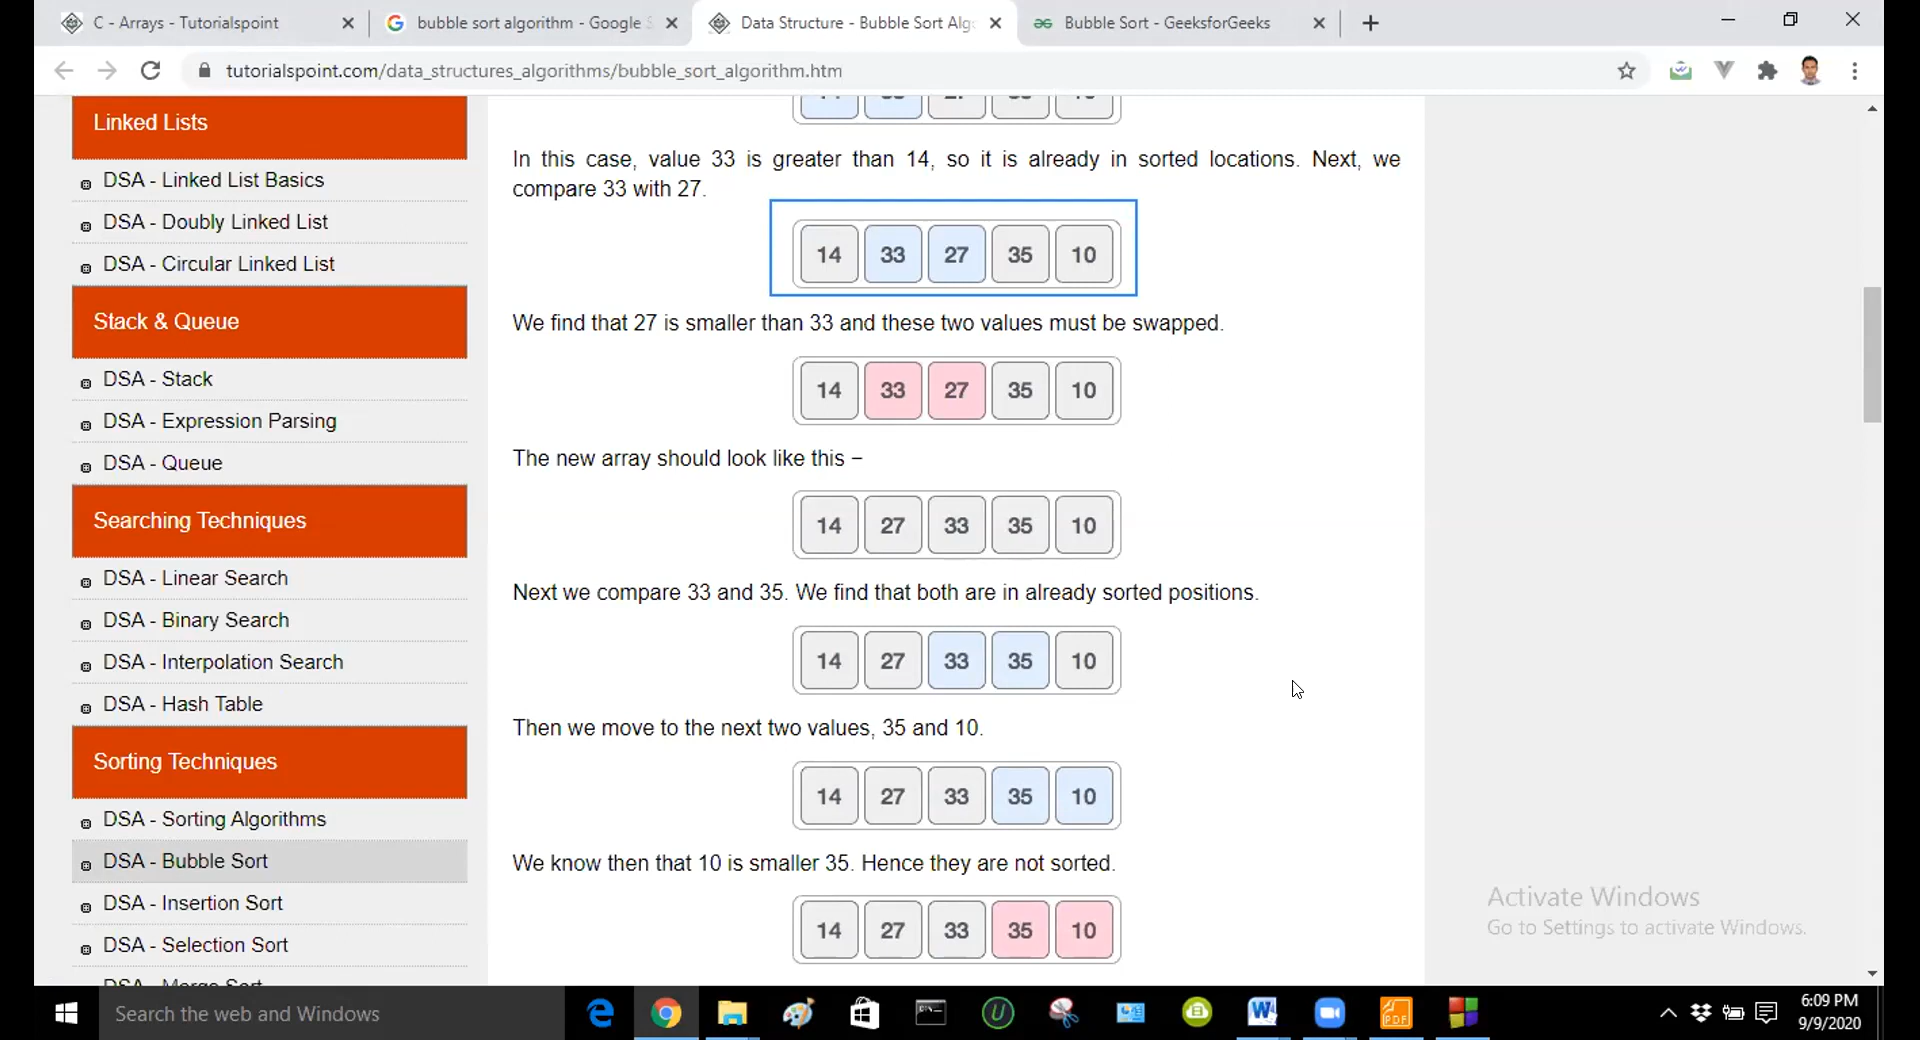 C - Arrays - Tutorialspoint
bubble sort algorithm - Google
Data Structure - Bubble Sort Alg
Bubble Sort - GeeksforGeeks
tutorialspoint.com/data_structures_algorithms/bubble_sort_algorithm.htm
Linked Lists
DSA - Linked List Basics
DSA - Doubly Linked List
DSA - Circular Linked List
Stack & Queue
DSA - Stack
DSA - Expression Parsing
DSA - Queue
Searching Techniques
DSA - Linear Search
DSA - Binary Search
DSA - Interpolation Search
DSA - Hash Table
Sorting Techniques
DSA - Sorting Algorithms
DSA - Bubble Sort
DSA - Insertion Sort
DSA - Selection Sort
In this case, value 33 is greater than 14, so it is already in sorted locations. Next, we
compare 33 with 27.
14 33 27 35 10
We find that 27 is smaller than 33 and these two values must be swapped.
14 33 27 35 10
The new array should look like this −
14 27 33 35 10
Next we compare 33 and 35. We find that both are in already sorted positions.
14 27 33 35 10
Then we move to the next two values, 35 and 10.
14 27 33 35 10
We know then that 10 is smaller 35. Hence they are not sorted.
14 27 33 35 10
Activate Windows
Go to Settings to activate Windows.
Search the web and Windows
6:09 PM
9/9/2020